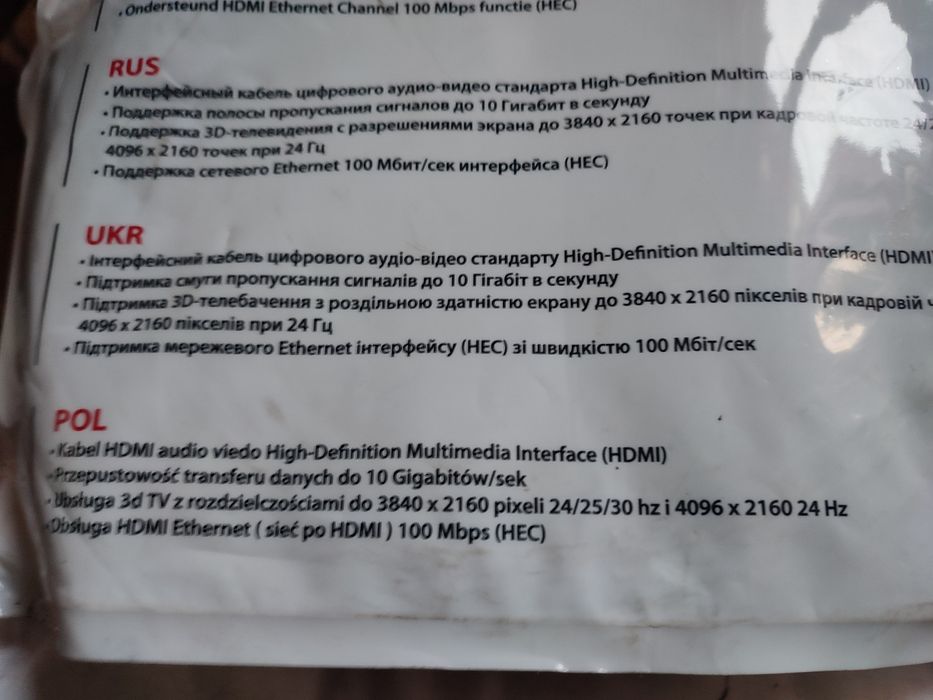 • Ondersteund HDMI Ethernet Channel 100 Mbps functie (HEC)
RUS
• Интерфейсный кабель цифрового аудио-видео стандарта High-Definition Multimedia Interface (HDMI)
• Поддержка полосы пропускания сигналов до 10 Гигабит в секунду
• Поддержка 3D-телевидения с разрешениями экрана до 3840 x 2160 точек при кадровой частоте 24/2
4096 x 2160 точек при 24 Гц
• Поддержка сетевого Ethernet 100 Мбит/сек интерфейса (HEC)
UKR
• Інтерфейсний кабель цифрового аудіо-відео стандарту High-Definition Multimedia Interface (HDMI
• Підтримка смуги пропускання сигналів до 10 Гігабіт в секунду
• Підтримка 3D-телебачення з роздільною здатністю екрану до 3840 x 2160 пікселів при кадровій
4096 x 2160 пікселів при 24 Гц
• Підтримка мережевого Ethernet інтерфейсу (HEC) зі швидкістю 100 Мбіт/сек
POL
• Kabel HDMI audio viedo High-Definition Multimedia Interface (HDMI)
• Przepustowość transferu danych do 10 Gigabitów/sek
• Obsługa 3d TV z rozdzielczościami do 3840 x 2160 pixeli 24/25/30 hz i 4096 x 2160 24 Hz
• Obsługa HDMI Ethernet ( sieć po HDMI ) 100 Mbps (HEC)